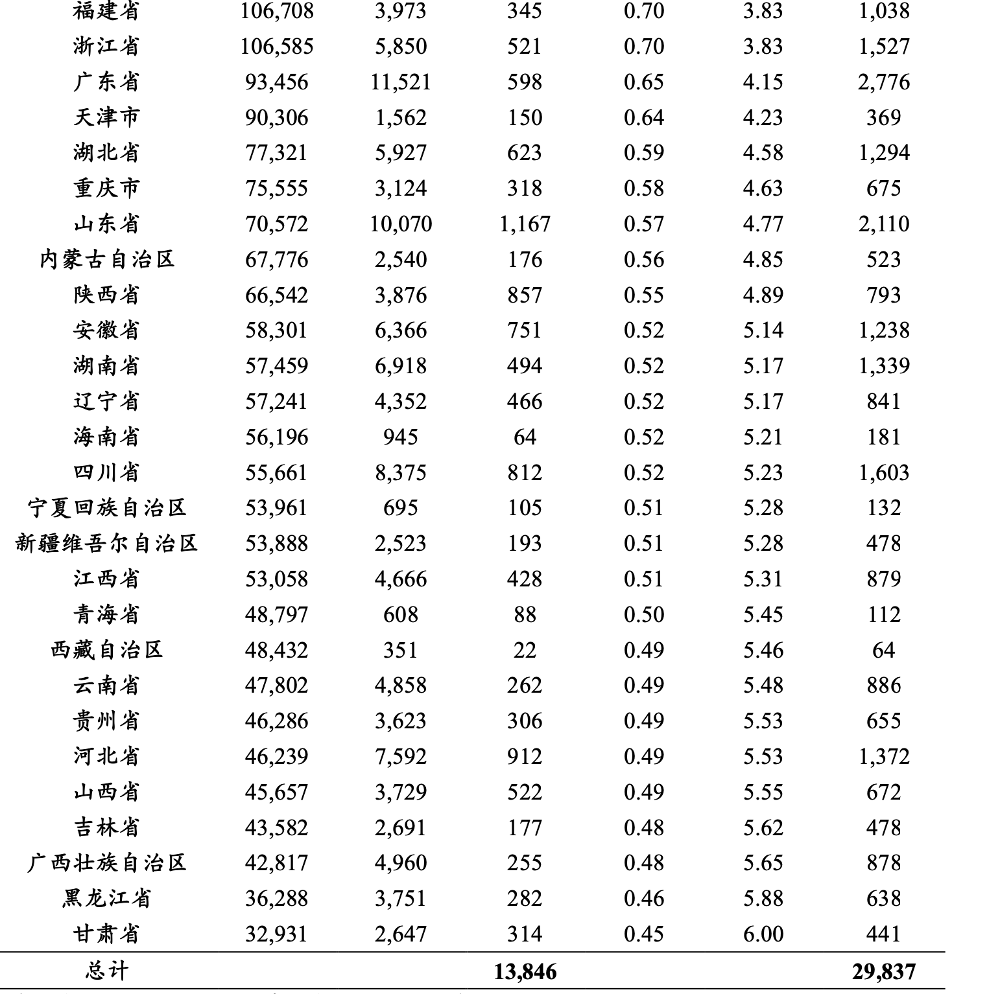 福建省 106,708 3,973 345 0.70 3.83 1,038
浙江省 106,585 5,850 521 0.70 3.83 1,527
广东省 93,456 11,521 598 0.65 4.15 2,776
天津市 90,306 1,562 150 0.64 4.23 369
湖北省 77,321 5,927 623 0.59 4.58 1,294
重庆市 75,555 3,124 318 0.58 4.63 675
山东省 70,572 10,070 1,167 0.57 4.77 2,110
内蒙古自治区 67,776 2,540 176 0.56 4.85 523
陕西省 66,542 3,876 857 0.55 4.89 793
安徽省 58,301 6,366 751 0.52 5.14 1,238
湖南省 57,459 6,918 494 0.52 5.17 1,339
辽宁省 57,241 4,352 466 0.52 5.17 841
海南省 56,196 945 64 0.52 5.21 181
四川省 55,661 8,375 812 0.52 5.23 1,603
宁夏回族自治区 53,961 695 105 0.51 5.28 132
新疆维吾尔自治区 53,888 2,523 193 0.51 5.28 478
江西省 53,058 4,666 428 0.51 5.31 879
青海省 48,797 608 88 0.50 5.45 112
西藏自治区 48,432 351 22 0.49 5.46 64
云南省 47,802 4,858 262 0.49 5.48 886
贵州省 46,286 3,623 306 0.49 5.53 655
河北省 46,239 7,592 912 0.49 5.53 1,372
山西省 45,657 3,729 522 0.49 5.55 672
吉林省 43,582 2,691 177 0.48 5.62 478
广西壮族自治区 42,817 4,960 255 0.48 5.65 878
黑龙江省 36,288 3,751 282 0.46 5.88 638
甘肃省 32,931 2,647 314 0.45 6.00 441
总计 13,846 29,837